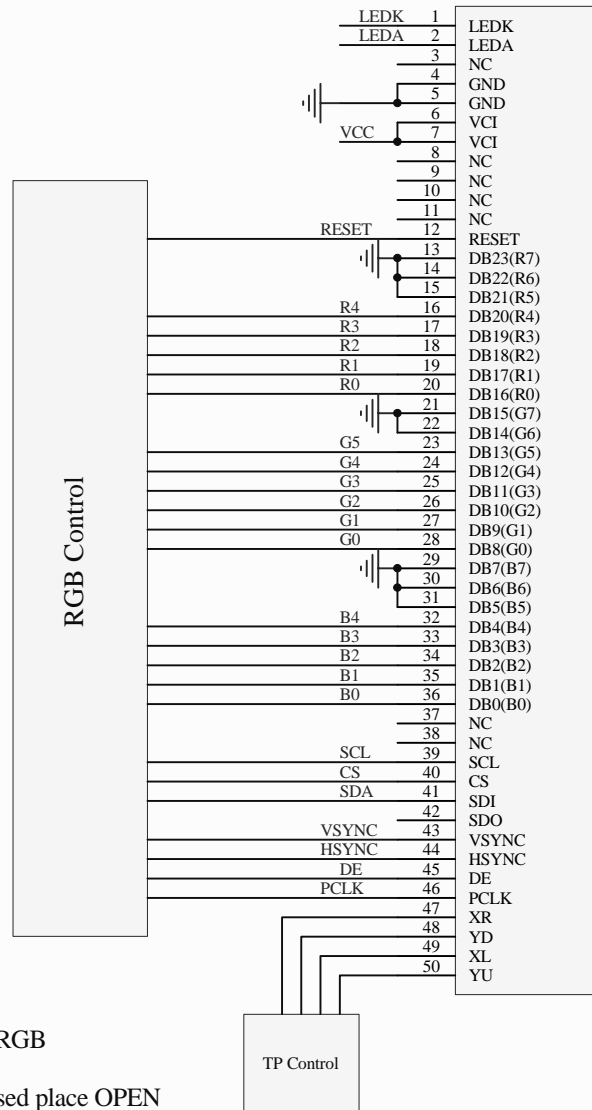 LEDK 1 LEDK
LEDA 2 LEDA
3 NC
4 GND
5 GND
6 VCI
VCC 7 VCI
8 NC
9 NC
10 NC
11 NC
RESET 12 RESET
13 DB23(R7)
14 DB22(R6)
15 DB21(R5)
R4 16 DB20(R4)
R3 17 DB19(R3)
R2 18 DB18(R2)
R1 19 DB17(R1)
R0 20 DB16(R0)
21 DB15(G7)
22 DB14(G6)
G5 23 DB13(G5)
G4 24 DB12(G4)
G3 25 DB11(G3)
G2 26 DB10(G2)
G1 27 DB9(G1)
G0 28 DB8(G0)
29 DB7(B7)
30 DB6(B6)
31 DB5(B5)
B4 32 DB4(B4)
B3 33 DB3(B3)
B2 34 DB2(B2)
B1 35 DB1(B1)
B0 36 DB0(B0)
37 NC
38 NC
SCL 39 SCL
CS 40 CS
SDA 41 SDI
42 SDO
VSYNC 43 VSYNC
HSYNC 44 HSYNC
DE 45 DE
PCLK 46 PCLK
47 XR
48 YD
49 XL
50 YU
RGB Control
TP Control
RGB
sed place OPEN